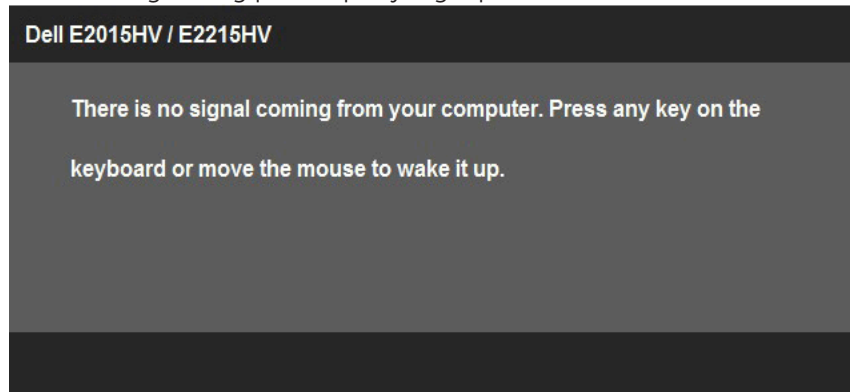 Dell E2015HV / E2215HV
There is no signal coming from your computer. Press any key on the
keyboard or move the mouse to wake it up.